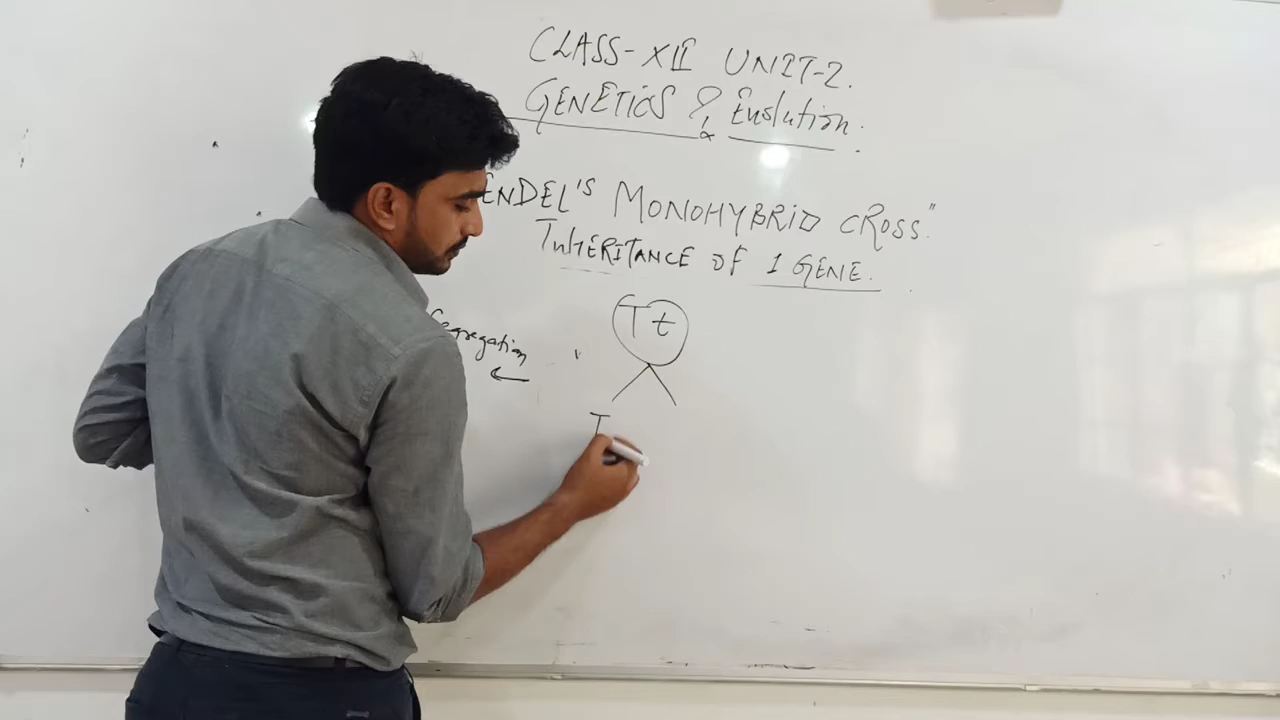 CLASS-XII UNIT-2.
GENETICS & Evolution.
ENDEL'S MONOHYBRID CROSS"
INHERITANCE OF 1 GENE.
Tt
Segregation
←
T